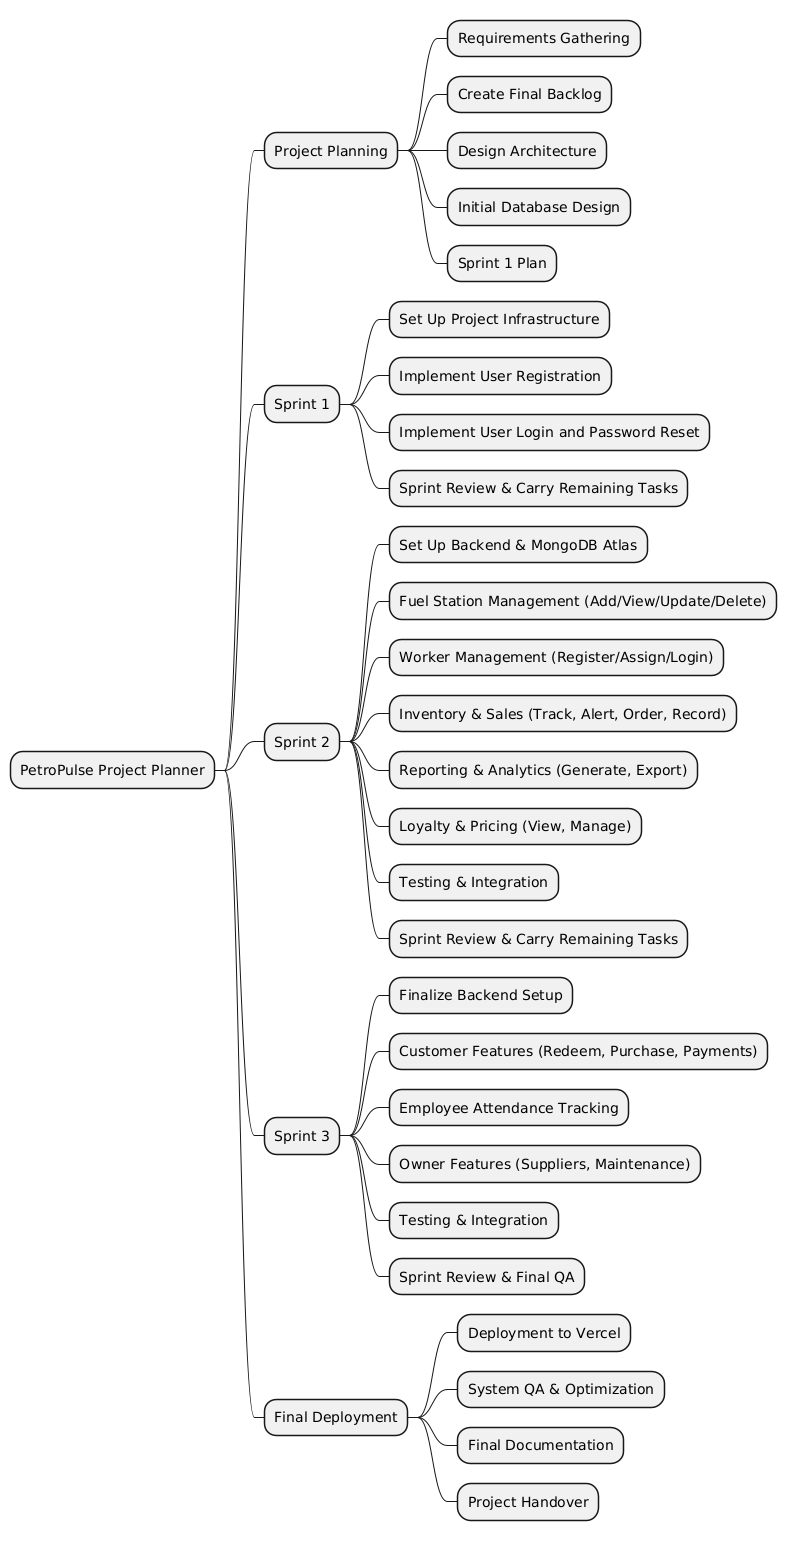 PetroPulse Project Planner
Project Planning
Requirements Gathering
Create Final Backlog
Design Architecture
Initial Database Design
Sprint 1 Plan
Sprint 1
Set Up Project Infrastructure
Implement User Registration
Implement User Login and Password Reset
Sprint Review & Carry Remaining Tasks
Sprint 2
Set Up Backend & MongoDB Atlas
Fuel Station Management (Add/View/Update/Delete)
Worker Management (Register/Assign/Login)
Inventory & Sales (Track, Alert, Order, Record)
Reporting & Analytics (Generate, Export)
Loyalty & Pricing (View, Manage)
Testing & Integration
Sprint Review & Carry Remaining Tasks
Sprint 3
Finalize Backend Setup
Customer Features (Redeem, Purchase, Payments)
Employee Attendance Tracking
Owner Features (Suppliers, Maintenance)
Testing & Integration
Sprint Review & Final QA
Final Deployment
Deployment to Vercel
System QA & Optimization
Final Documentation
Project Handover